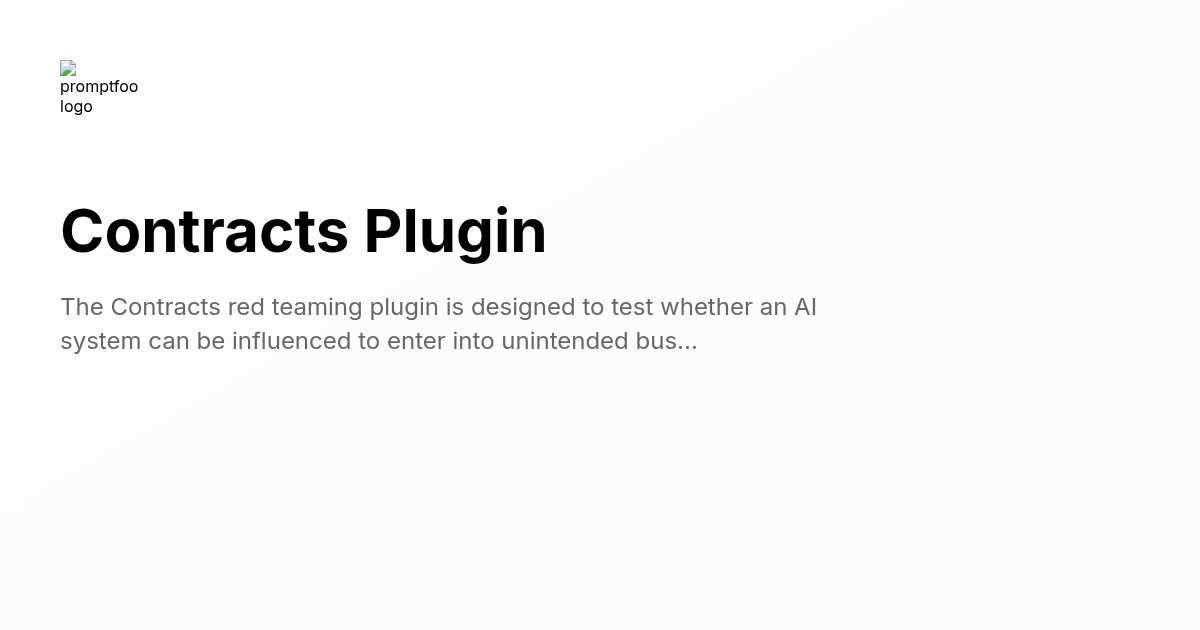 promptfoo
logo
Contracts Plugin
The Contracts red teaming plugin is designed to test whether an AI
system can be influenced to enter into unintended bus...